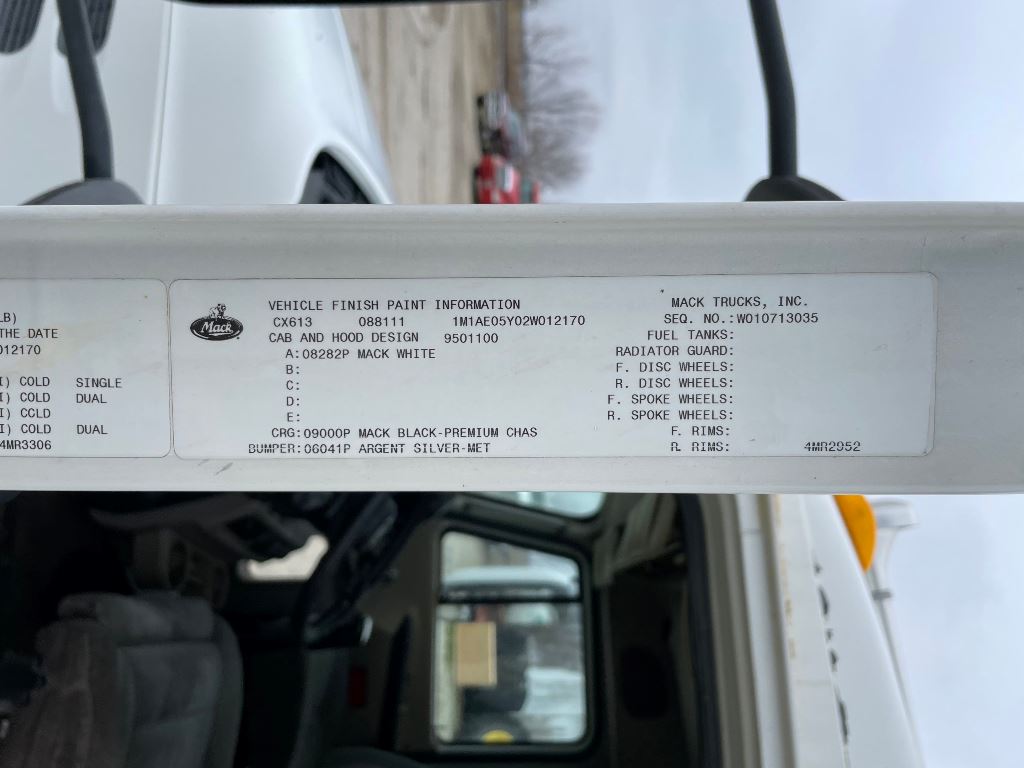 LB)
THE DATE
012170
I) COLD SINGLE
I) COLD DUAL
I) COLD
I) COLD DUAL
4MR3306
Mack
VEHICLE FINISH PAINT INFORMATION
CX613 088111 1M1AE05Y02W012170
CAB AND HOOD DESIGN 9501100
A:08282P MACK WHITE
B:
C:
D:
E:
CRG:09000P MACK BLACK-PREMIUM CHAS
BUMPER:06041P ARGENT SILVER-MET
MACK TRUCKS, INC.
SEQ. NO.:W010713035
FUEL TANKS:
RADIATOR GUARD:
F. DISC WHEELS:
R. DISC WHEELS:
F. SPOKE WHEELS:
R. SPOKE WHEELS:
F. RIMS:
R. RIMS: 4MR2952